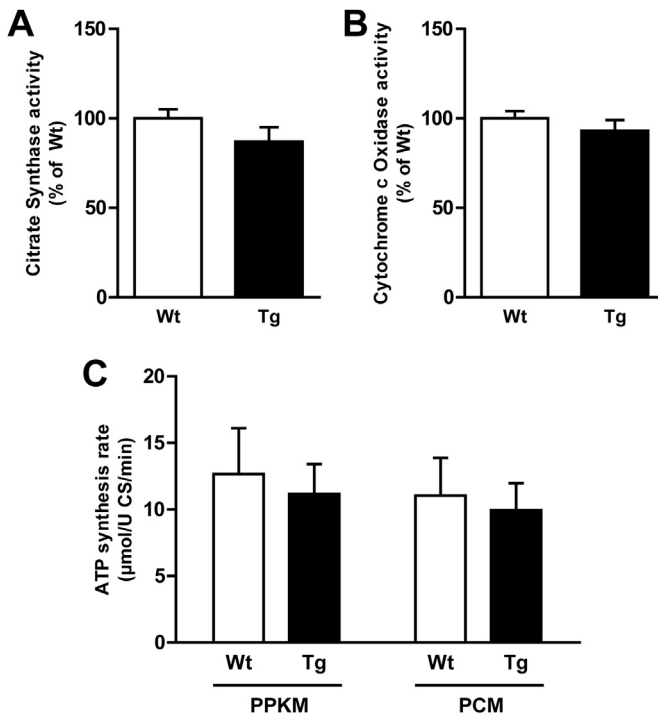 A
Citrate Synthase activity
(% of Wt)
150
100
50
0
Wt Tg
B
Cytochrome c Oxidase activity
(% of Wt)
150
100
50
0
Wt Tg
C
ATP synthesis rate
(µmol/U CS/min)
20
15
10
5
0
Wt Tg Wt Tg
PPKM PCM